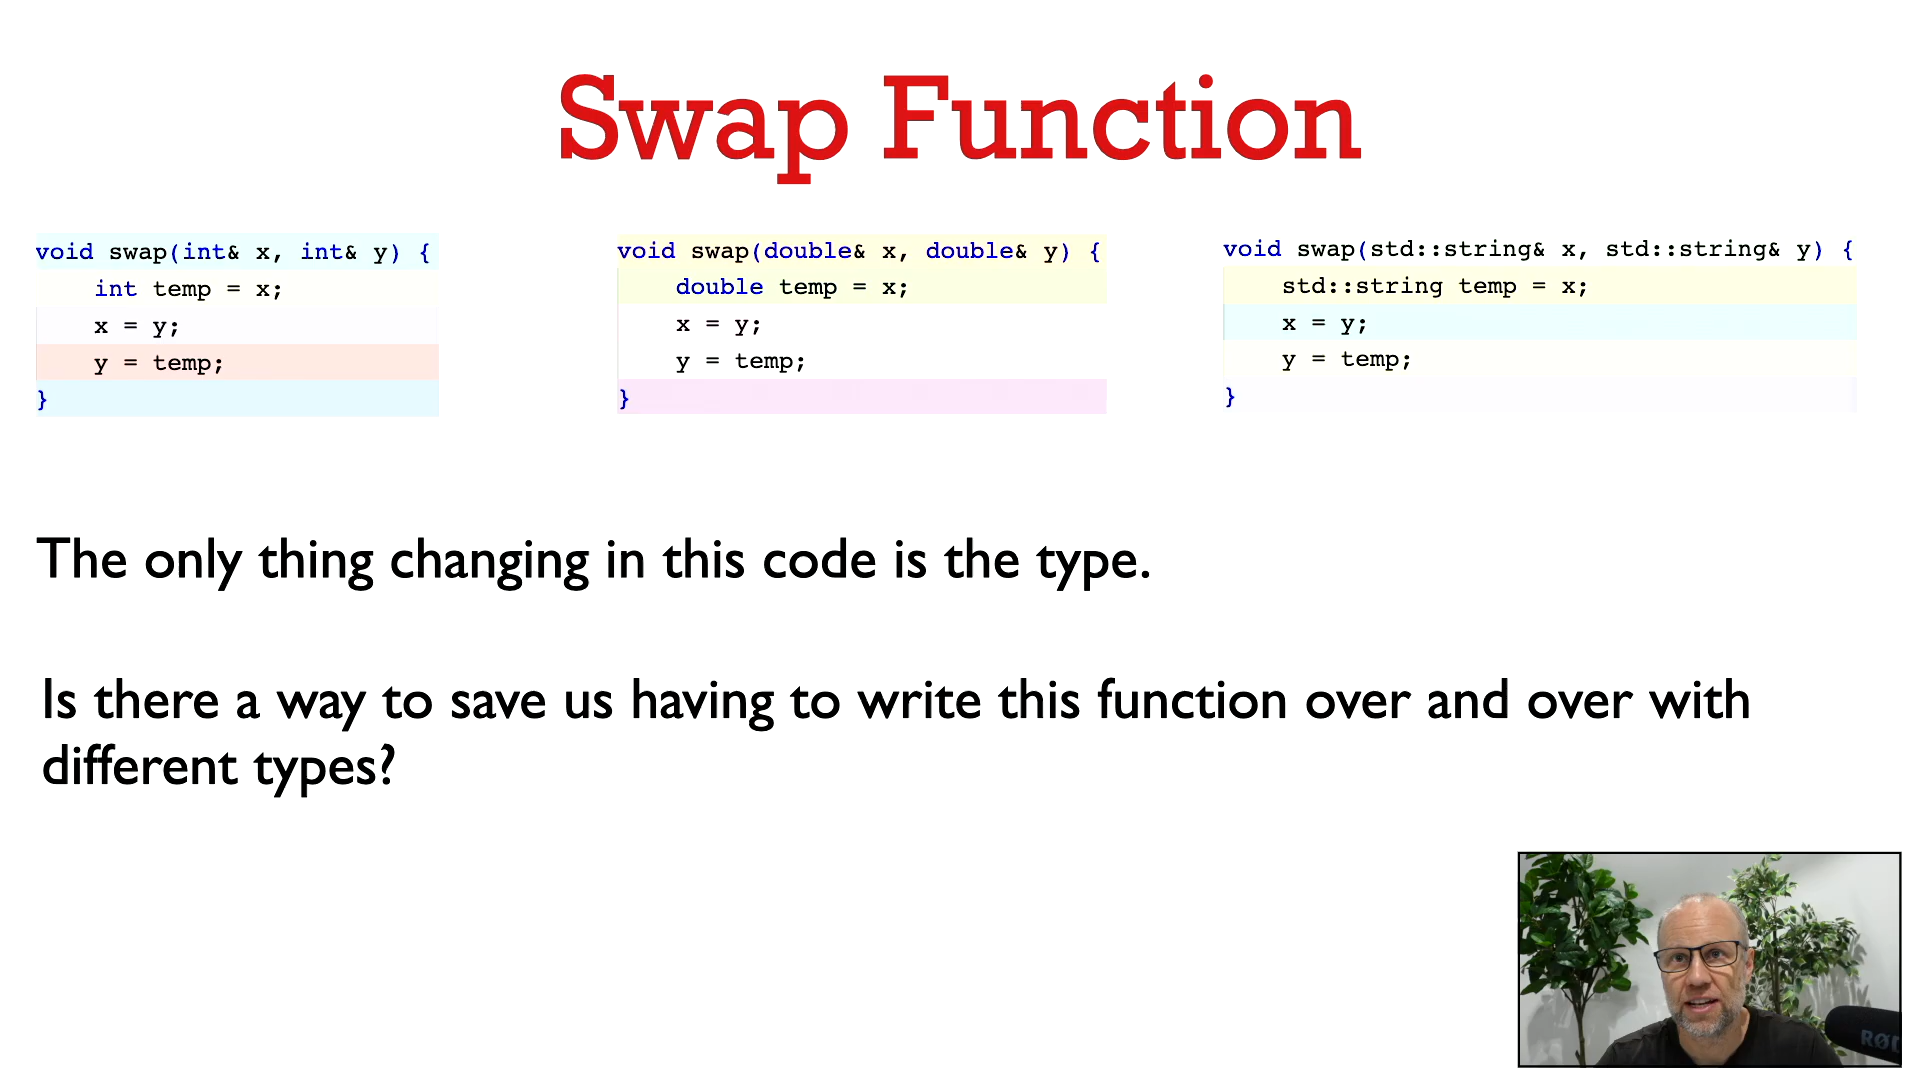 Swap Function
void swap(int& x, int& y) {
int temp = x;
x = y;
y = temp;
}
void swap(double& x, double& y) {
double temp = x;
x = y;
y = temp;
}
void swap(std::string& x, std::string& y) {
std::string temp = x;
x = y;
y = temp;
}
The only thing changing in this code is the type.
Is there a way to save us having to write this function over and over with
different types?